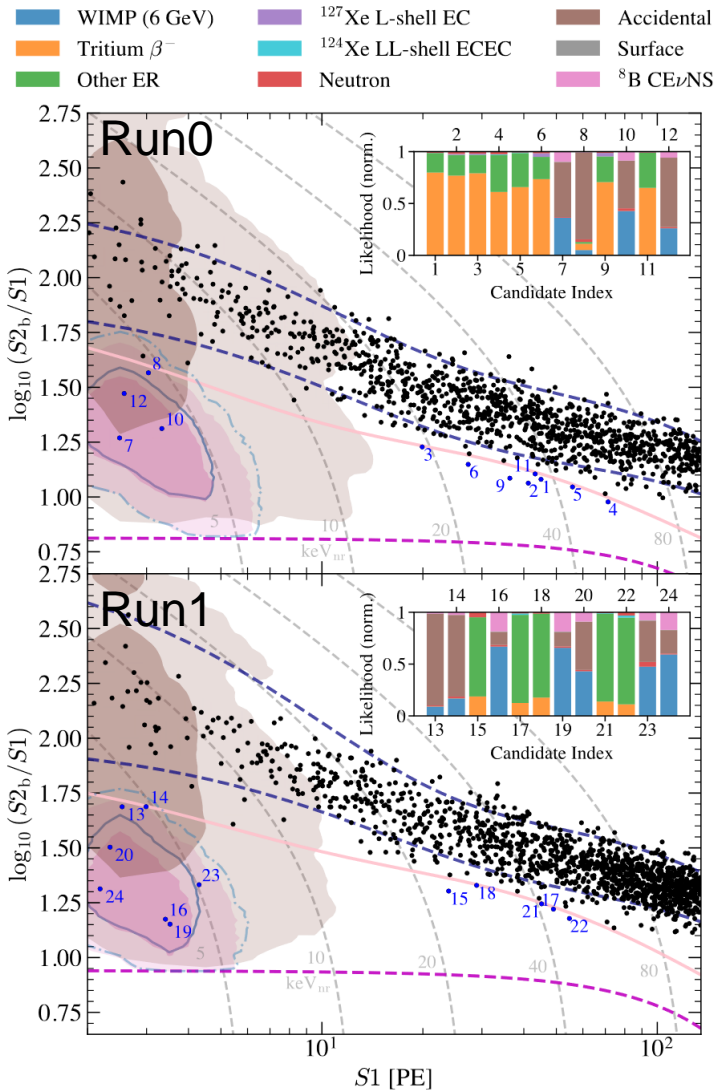 WIMP (6 GeV)
¹²⁷Xe L-shell EC
Accidental
Tritium β⁻
¹²⁴Xe LL-shell ECEC
Surface
Other ER
Neutron
⁸B CEνNS
Run0
2.75
2.50
2.25
2.00
1.75
1.50
1.25
1.00
0.75
log₁₀ (S2_b/S1)
2 4 6 8 10 12
1
0.5
0
Likelihood (norm.)
1 3 5 7 9 11
Candidate Index
8
12
10
7
3
6
9
11
2
1
5
4
5
10
20
40
80
keV_nr
Run1
2.75
2.50
2.25
2.00
1.75
1.50
1.25
1.00
0.75
log₁₀ (S2_b/S1)
14 16 18 20 22 24
1
0.5
0
Likelihood (norm.)
13 15 17 19 21 23
Candidate Index
14
13
20
23
24
16
19
15
18
17
21
22
5
10
20
40
80
keV_nr
10¹
10²
S1 [PE]